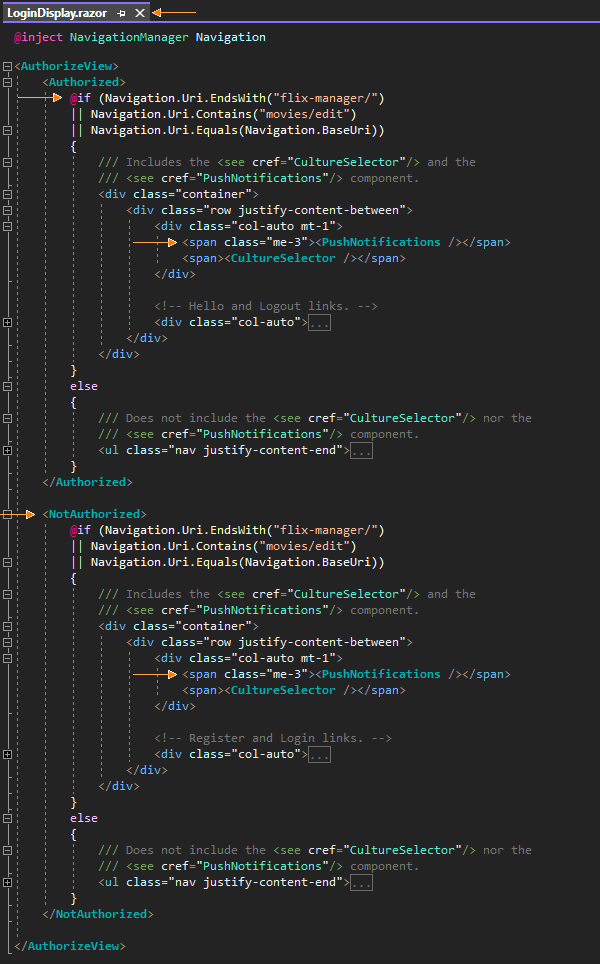 LoginDisplay.razor
@inject NavigationManager Navigation
<AuthorizeView>
<Authorized>
@if (Navigation.Uri.EndsWith("flix-manager/")
|| Navigation.Uri.Contains("movies/edit")
|| Navigation.Uri.Equals(Navigation.BaseUri))
{
/// Includes the <see cref="CultureSelector"/> and the
/// <see cref="PushNotifications"/> component.
<div class="container">
<div class="row justify-content-between">
<div class="col-auto mt-1">
<span class="me-3"><PushNotifications /></span>
<span><CultureSelector /></span>
</div>
<!-- Hello and Logout links. -->
<div class="col-auto">...
</div>
</div>
}
else
{
/// Does not include the <see cref="CultureSelector"/> nor the
/// <see cref="PushNotifications"/> component.
<ul class="nav justify-content-end">...
}
</Authorized>
<NotAuthorized>
@if (Navigation.Uri.EndsWith("flix-manager/")
|| Navigation.Uri.Contains("movies/edit")
|| Navigation.Uri.Equals(Navigation.BaseUri))
{
/// Includes the <see cref="CultureSelector"/> and the
/// <see cref="PushNotifications"/> component.
<div class="container">
<div class="row justify-content-between">
<div class="col-auto mt-1">
<span class="me-3"><PushNotifications /></span>
<span><CultureSelector /></span>
</div>
<!-- Register and Login links. -->
<div class="col-auto">...
</div>
</div>
}
else
{
/// Does not include the <see cref="CultureSelector"/> nor the
/// <see cref="PushNotifications"/> component.
<ul class="nav justify-content-end">...
}
</NotAuthorized>
</AuthorizeView>